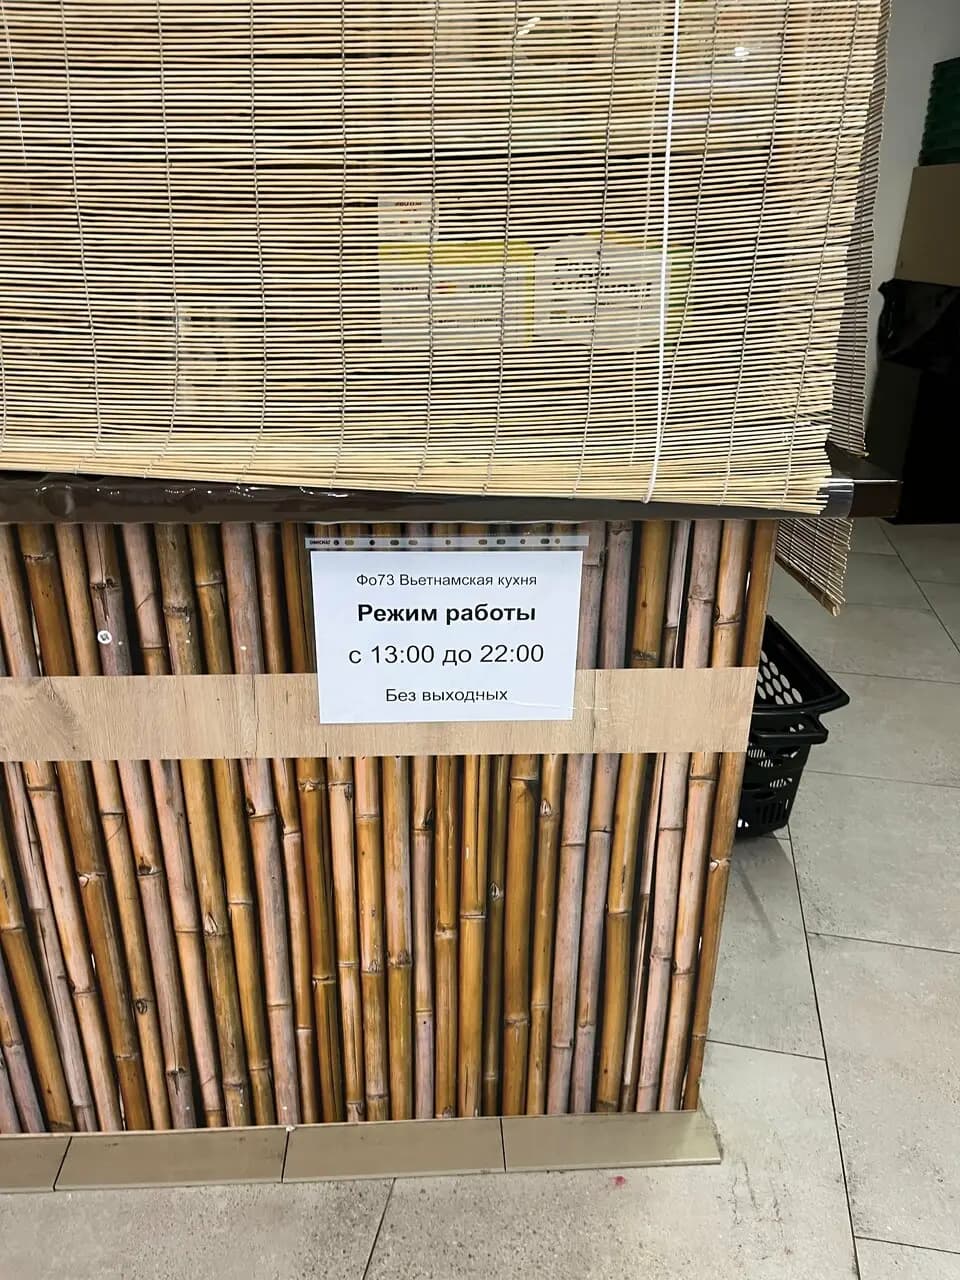 Фо73 Вьетнамская кухня
Режим работы
с 13:00 до 22:00
Без выходных